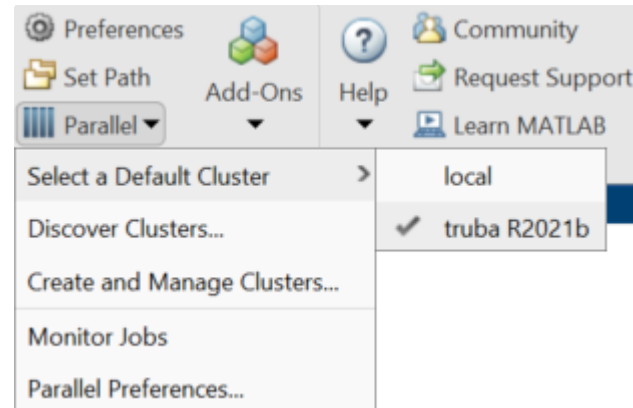 Preferences
Set Path
Parallel
Add-Ons
?
Help
Community
Request Support
Learn MATLAB
Select a Default Cluster
local
truba R2021b
Discover Clusters...
Create and Manage Clusters...
Monitor Jobs
Parallel Preferences...